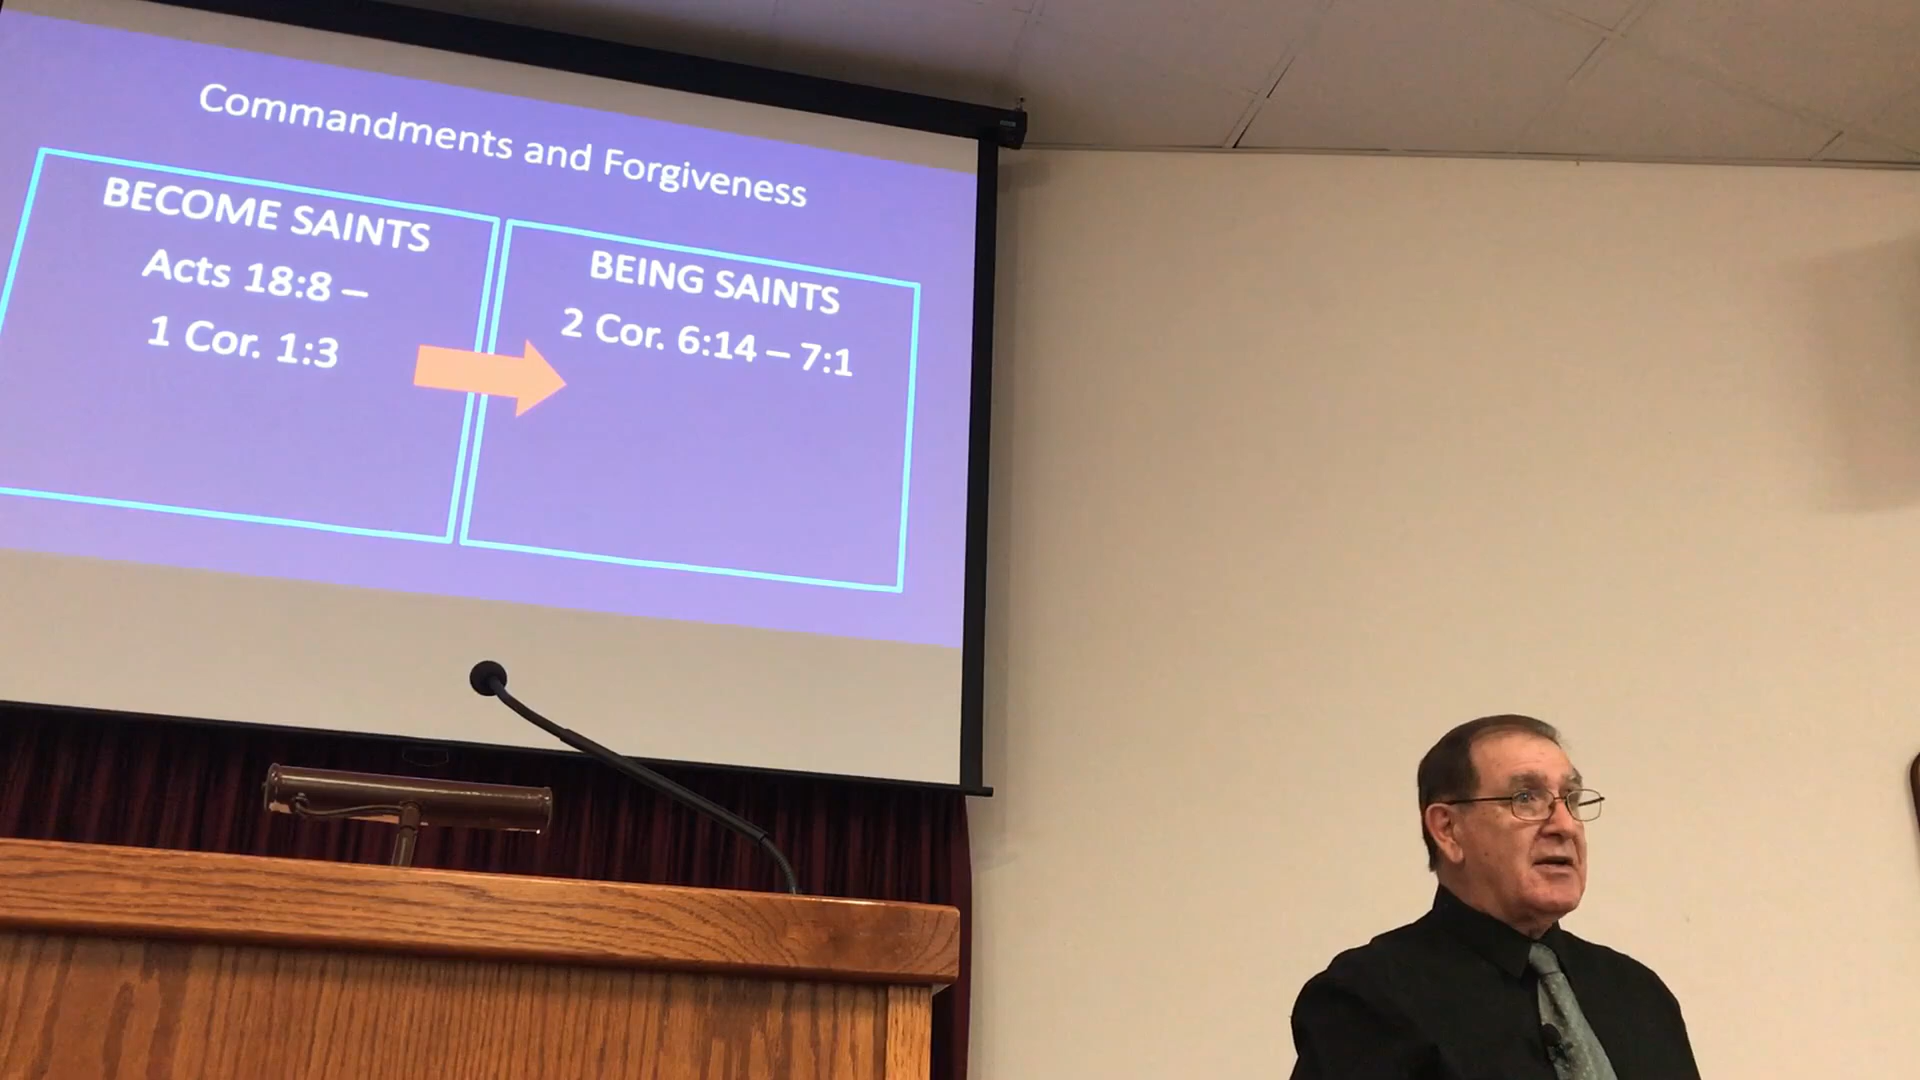 Commandments and Forgiveness
BECOME SAINTS
Acts 18:8 –
1 Cor. 1:3
BEING SAINTS
2 Cor. 6:14 – 7:1